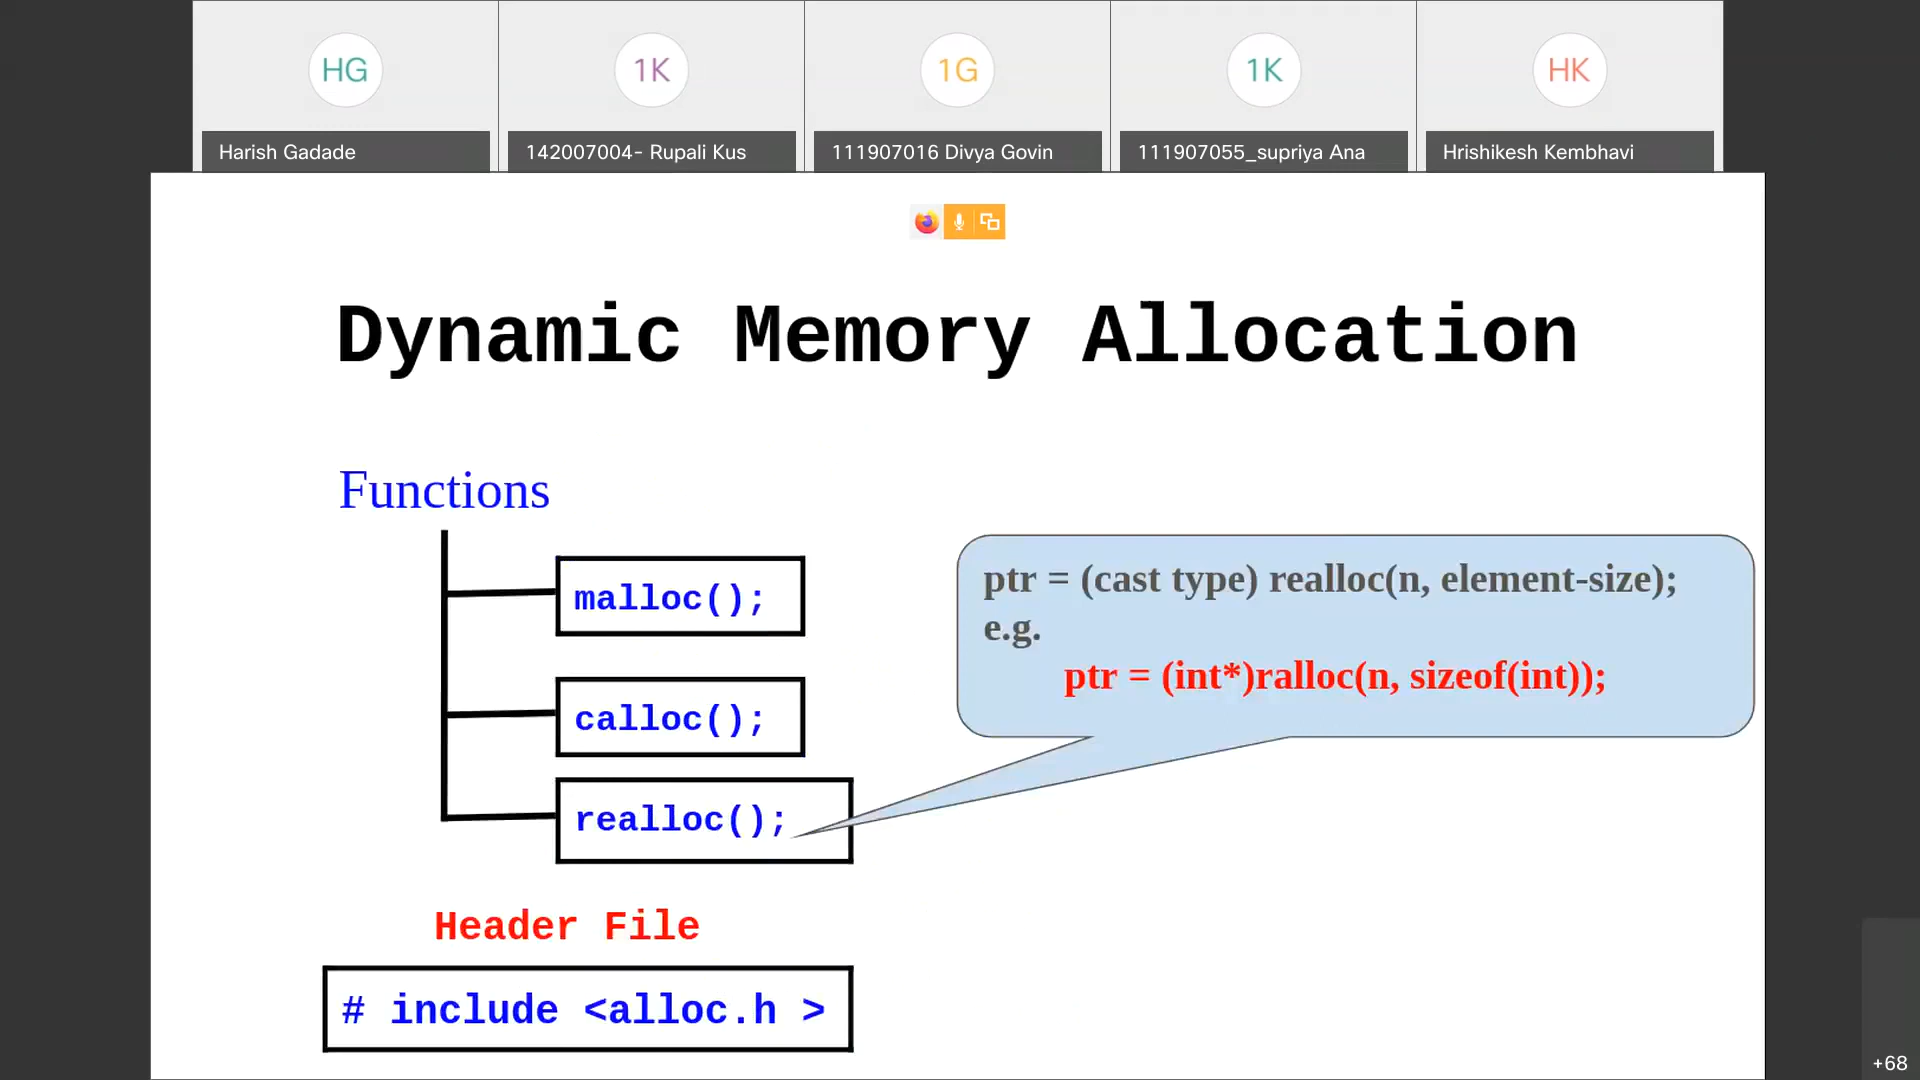 HG
1K
1G
1K
HK
Harish Gadade
142007004- Rupali Kus
111907016 Divya Govin
111907055_supriya Ana
Hrishikesh Kembhavi
Dynamic Memory Allocation
Functions
malloc();
calloc();
realloc();
ptr = (cast type) realloc(n, element-size);
e.g.
ptr = (int*)ralloc(n, sizeof(int));
Header File
# include <alloc.h >
+68